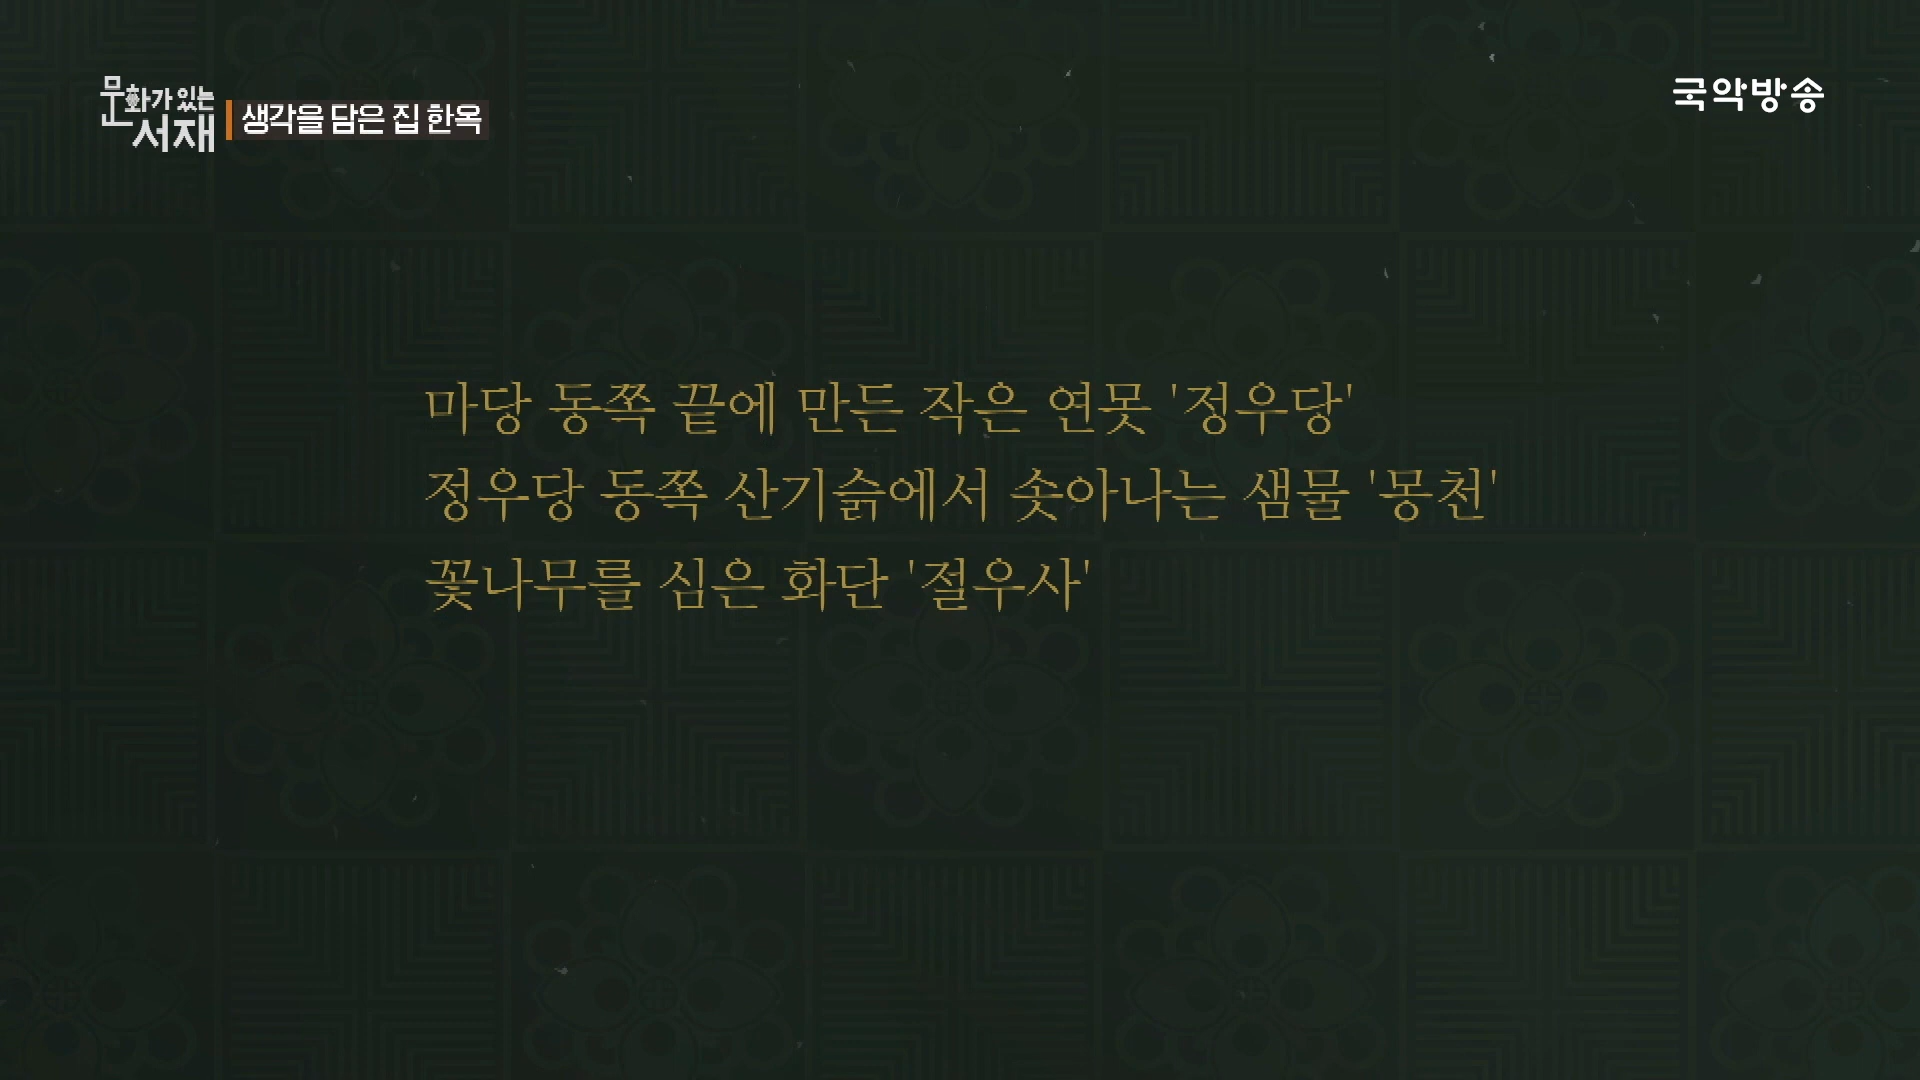 문화가 있는
서재
생각을 담은 집 한옥
국악방송
마당 동쪽 끝에 만든 작은 연못 '정우당'
정우당 동쪽 산기슭에서 솟아나는 샘물 '몽천'
꽃나무를 심은 화단 '절우사'